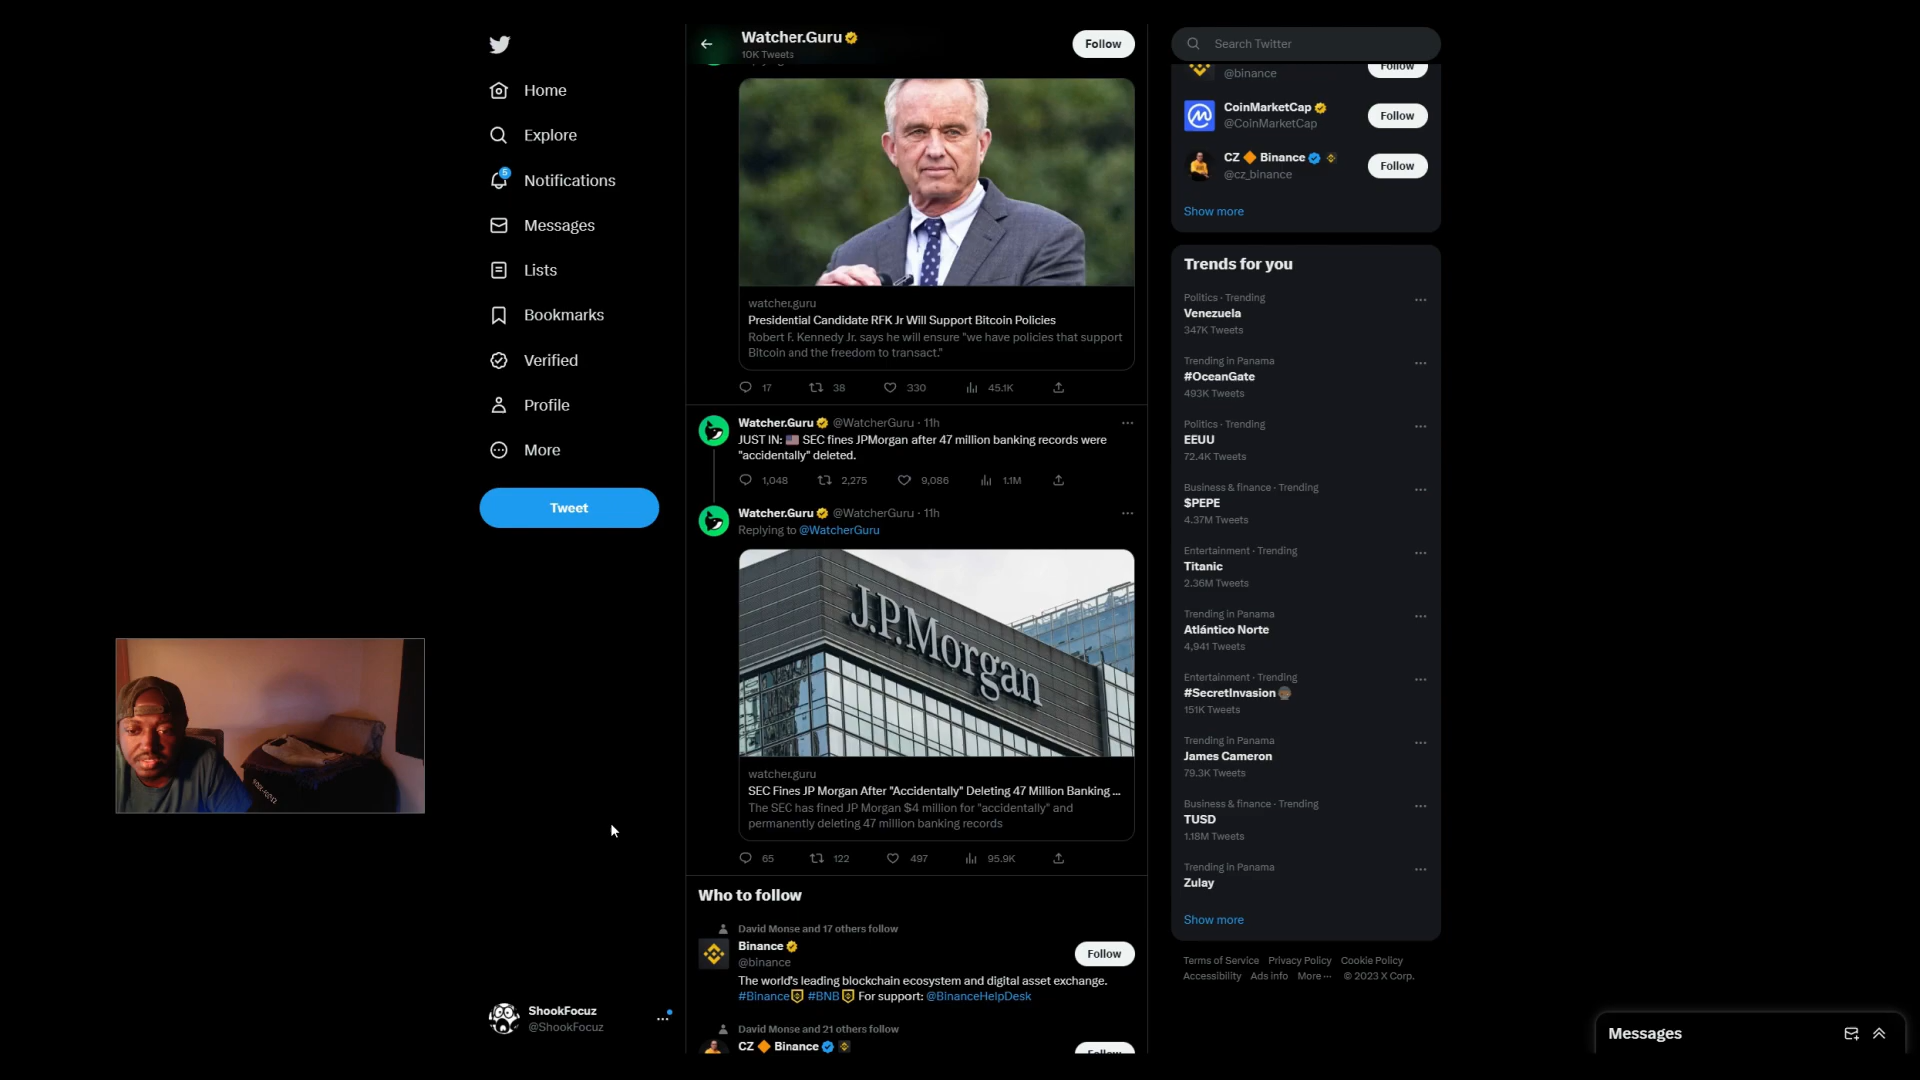 Home
Explore
5
Notifications
Messages
Lists
Bookmarks
Verified
Profile
More
Tweet
ShookFocuz
@ShookFocuz
Watcher.Guru
10K Tweets
Follow
watcher.guru
Presidential Candidate RFK Jr Will Support Bitcoin Policies
Robert F. Kennedy Jr. says he will ensure "we have policies that support
Bitcoin and the freedom to transact."
17 38 330 45.1K
Watcher.Guru @WatcherGuru · 11h
JUST IN: 🇺🇸 SEC fines JPMorgan after 47 million banking records were
"accidentally" deleted.
1,048 2,275 9,086 1.1M
Watcher.Guru @WatcherGuru · 11h
Replying to @WatcherGuru
J.P.Morgan
watcher.guru
SEC Fines JP Morgan After "Accidentally" Deleting 47 Million Banking ...
The SEC has fined JP Morgan $4 million for "accidentally" and
permanently deleting 47 million banking records
65 122 497 95.9K
Who to follow
David Monse and 17 others follow
Binance
@binance
Follow
The world's leading blockchain ecosystem and digital asset exchange.
#Binance #BNB For support: @BinanceHelpDesk
David Monse and 21 others follow
CZ 🔶 Binance
Follow
Search Twitter
@binance
Follow
CoinMarketCap
@CoinMarketCap
Follow
CZ 🔶 Binance
@cz_binance
Follow
Show more
Trends for you
Politics · Trending
Venezuela
347K Tweets
Trending in Panama
#OceanGate
493K Tweets
Politics · Trending
EEUU
72.4K Tweets
Business & finance · Trending
$PEPE
4.37M Tweets
Entertainment · Trending
Titanic
2.36M Tweets
Trending in Panama
Atlántico Norte
4,941 Tweets
Entertainment · Trending
#SecretInvasion
151K Tweets
Trending in Panama
James Cameron
79.3K Tweets
Business & finance · Trending
TUSD
1.18M Tweets
Trending in Panama
Zulay
Show more
Terms of Service Privacy Policy Cookie Policy
Accessibility Ads info More ··· © 2023 X Corp.
Messages